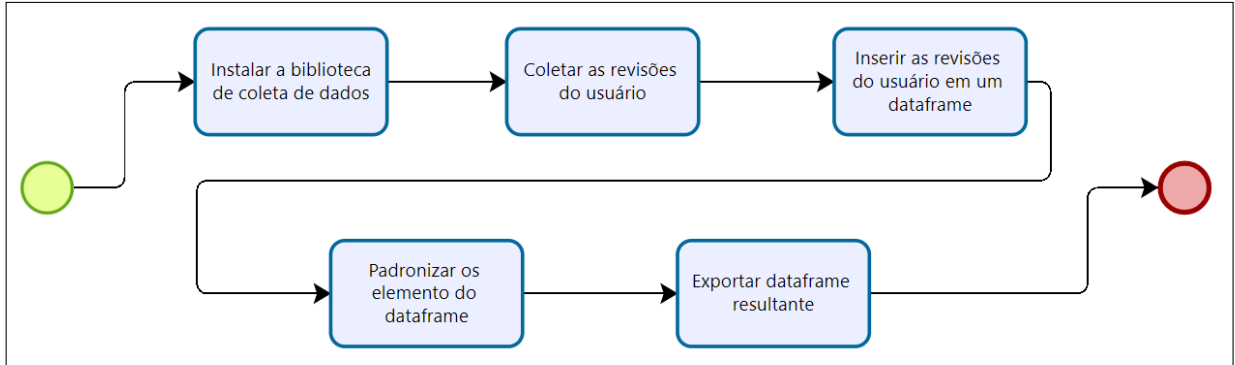 Instalar a biblioteca
de coleta de dados
Coletar as revisões
do usuário
Inserir as revisões
do usuário em um
dataframe
Padronizar os
elemento do
dataframe
Exportar dataframe
resultante